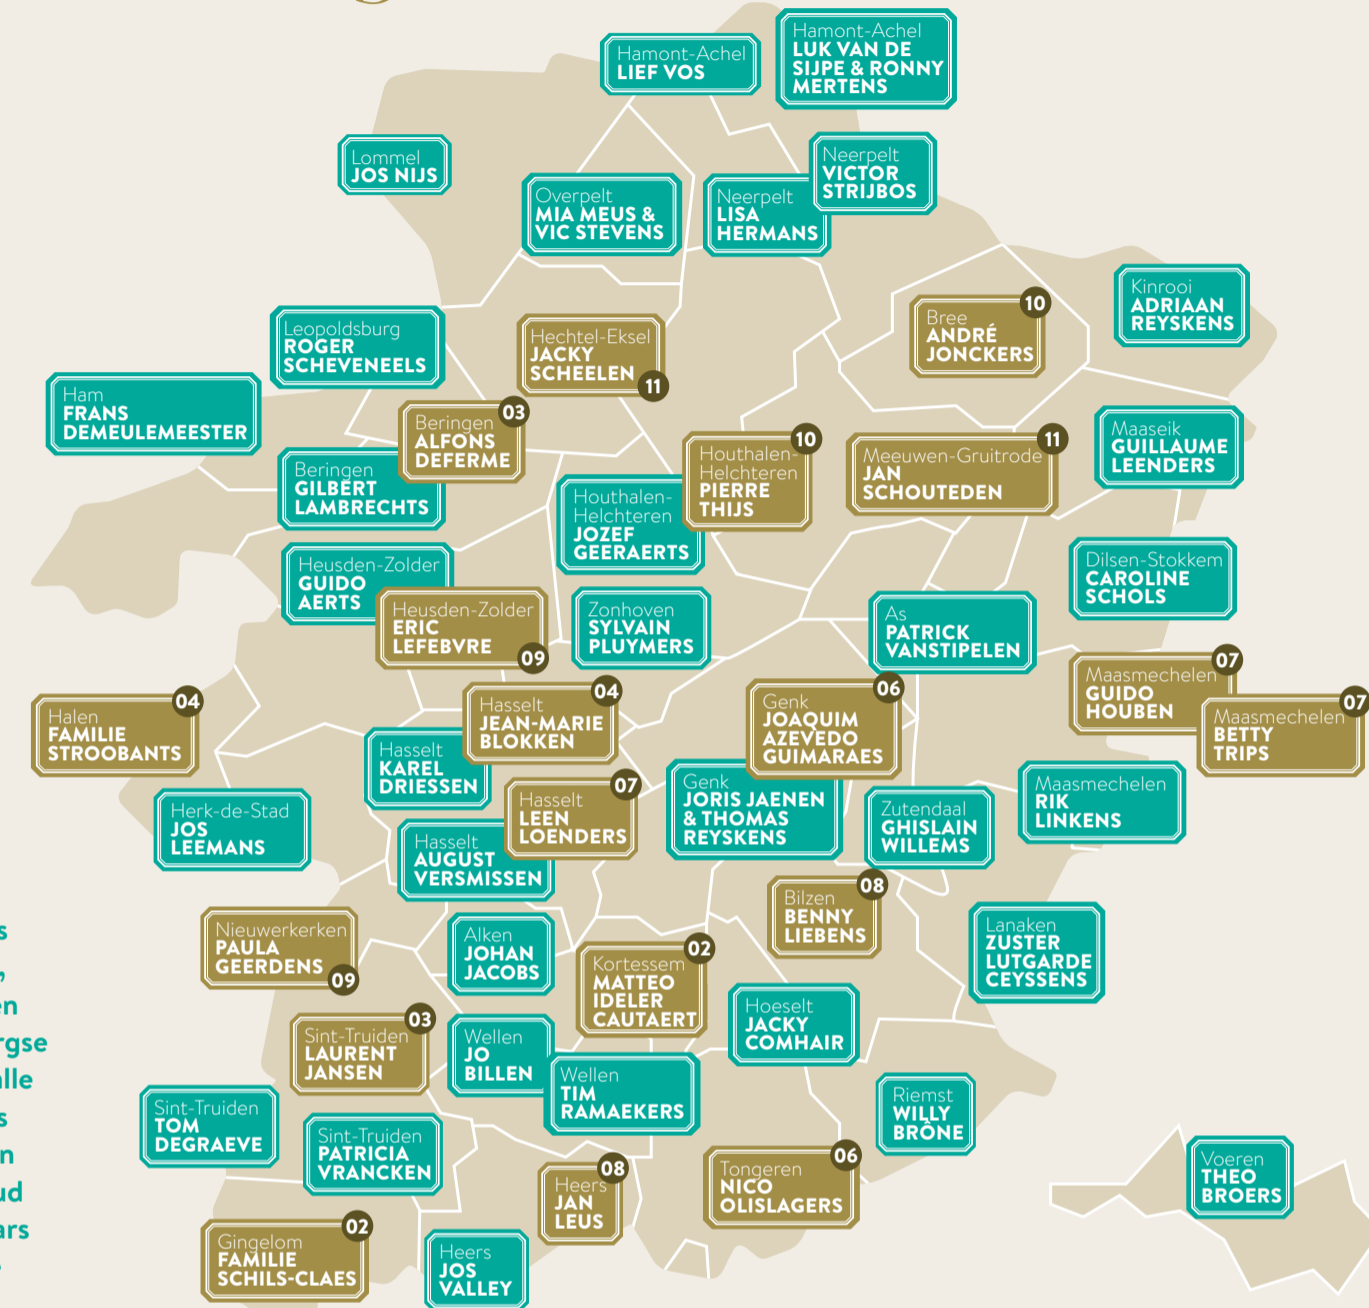 Hamont-Achel
LIEF VOS
Hamont-Achel
LUK VAN DE
SIJPE & RONNY
MERTENS
Lommel
JOS NIJS
Overpelt
MIA MEUS &
VIC STEVENS
Neerpelt
LISA
HERMANS
Neerpelt
VICTOR
STRIJBOS
Kinrooi
ADRIAAN
REYSKENS
Leopoldsburg
ROGER
SCHEVENEELS
Hechtel-Eksel
JACKY
SCHEELEN
11
Bree
ANDRÉ
JONCKERS
10
Ham
FRANS
DEMEULEMEESTER
Beringen
ALFONS
DEFERME
03
Beringen
GILBERT
LAMBRECHTS
Houthalen-
Helchteren
PIERRE
THIJS
10
Houthalen-
Helchteren
JOZEF
GEERAERTS
Meeuwen-Gruitrode
JAN
SCHOUTEDEN
11
Maaseik
GUILLAUME
LEENDERS
Heusden-Zolder
GUIDO
AERTS
Heusden-Zolder
ERIC
LEFEBVRE
09
Zonhoven
SYLVAIN
PLUYMERS
As
PATRICK
VANSTIPELEN
Dilsen-Stokkem
CAROLINE
SCHOLS
Maasmechelen
GUIDO
HOUBEN
07
Maasmechelen
BETTY
TRIPS
07
Halen
FAMILIE
STROOBANTS
04
Hasselt
JEAN-MARIE
BLOKKEN
04
Hasselt
KAREL
DRIESSEN
Genk
JOAQUIM
AZEVEDO
GUIMARAES
06
Genk
JORIS JAENEN
& THOMAS
REYSKENS
Maasmechelen
RIK
LINKENS
Herk-de-Stad
JOS
LEEMANS
Hasselt
LEEN
LOENDERS
07
Hasselt
AUGUST
VERSMISSEN
Zutendaal
GHISLAIN
WILLEMS
Bilzen
BENNY
LIEBENS
08
Nieuwerkerken
PAULA
GEERDENS
09
Alken
JOHAN
JACOBS
Kortessem
MATTEO
IDELER
CAUTAERT
02
Lanaken
ZUSTER
LUTGARDE
CEYSSENS
Hoeselt
JACKY
COMHAIR
Sint-Truiden
LAURENT
JANSEN
03
Wellen
JO
BILLEN
Wellen
TIM
RAMAEKERS
Riemst
WILLY
BRÔNE
Sint-Truiden
TOM
DEGRAEVE
Sint-Truiden
PATRICIA
VRANCKEN
Heers
JAN
LEUS
08
Tongeren
NICO
OLISLAGERS
06
Voeren
THEO
BROERS
Gingelom
FAMILIE
SCHILS-CLAES
02
Heers
JOS
VALLEY
s
,
en
rgse
alle
s
n
ud
ars